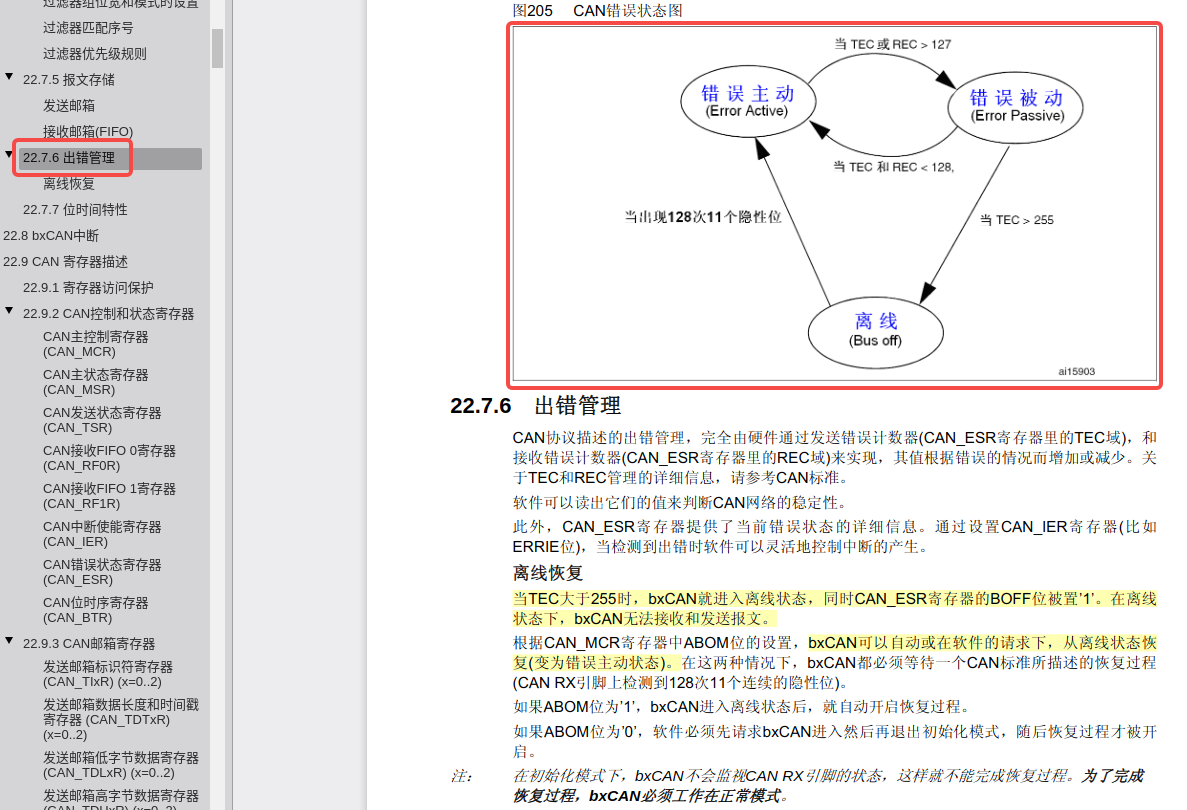 过滤器组位宽和模式的设置
过滤器匹配序号
过滤器优先级规则
22.7.5 报文存储
发送邮箱
接收邮箱(FIFO)
22.7.6 出错管理
离线恢复
22.7.7 位时间特性
22.8 bxCAN中断
22.9 CAN 寄存器描述
22.9.1 寄存器访问保护
22.9.2 CAN控制和状态寄存器
CAN主控制寄存器
(CAN_MCR)
CAN主状态寄存器
(CAN_MSR)
CAN发送状态寄存器
(CAN_TSR)
CAN接收FIFO 0寄存器
(CAN_RF0R)
CAN接收FIFO 1寄存器
(CAN_RF1R)
CAN中断使能寄存器
(CAN_IER)
CAN错误状态寄存器
(CAN_ESR)
CAN位时序寄存器
(CAN_BTR)
22.9.3 CAN邮箱寄存器
发送邮箱标识符寄存器
(CAN_TIxR) (x=0..2)
发送邮箱数据长度和时间戳
寄存器 (CAN_TDTxR)
(x=0..2)
发送邮箱低字节数据寄存器
(CAN_TDLxR) (x=0..2)
发送邮箱高字节数据寄存器
(CAN_TDHxR) (x=0..2)
图205 CAN错误状态图
当 TEC 或 REC > 127
错误主动
(Error Active)
错误被动
(Error Passive)
当 TEC 和 REC < 128,
当出现128次11个隐性位
当 TEC > 255
离线
(Bus off)
ai15903
22.7.6 出错管理
CAN协议描述的出错管理，完全由硬件通过发送错误计数器(CAN_ESR寄存器里的TEC域)，和
接收错误计数器(CAN_ESR寄存器里的REC域)来实现，其值根据错误的情况而增加或减少。关
于TEC和REC管理的详细信息，请参考CAN标准。
软件可以读出它们的值来判断CAN网络的稳定性。
此外，CAN_ESR寄存器提供了当前错误状态的详细信息。通过设置CAN_IER寄存器(比如
ERRIE位)，当检测到出错时软件可以灵活地控制中断的产生。
离线恢复
当TEC大于255时，bxCAN就进入离线状态，同时CAN_ESR寄存器的BOFF位被置’1’。在离线
状态下，bxCAN无法接收和发送报文。
根据CAN_MCR寄存器中ABOM位的设置，bxCAN可以自动或在软件的请求下，从离线状态恢
复(变为错误主动状态)。在这两种情况下，bxCAN都必须等待一个CAN标准所描述的恢复过程
(CAN RX引脚上检测到128次11个连续的隐性位)。
如果ABOM位为’1’，bxCAN进入离线状态后，就自动开启恢复过程。
如果ABOM位为’0’，软件必须先请求bxCAN进入然后再退出初始化模式，随后恢复过程才被开
启。
注： 在初始化模式下，bxCAN不会监视CAN RX引脚的状态，这样就不能完成恢复过程。为了完成
恢复过程，bxCAN必须工作在正常模式。